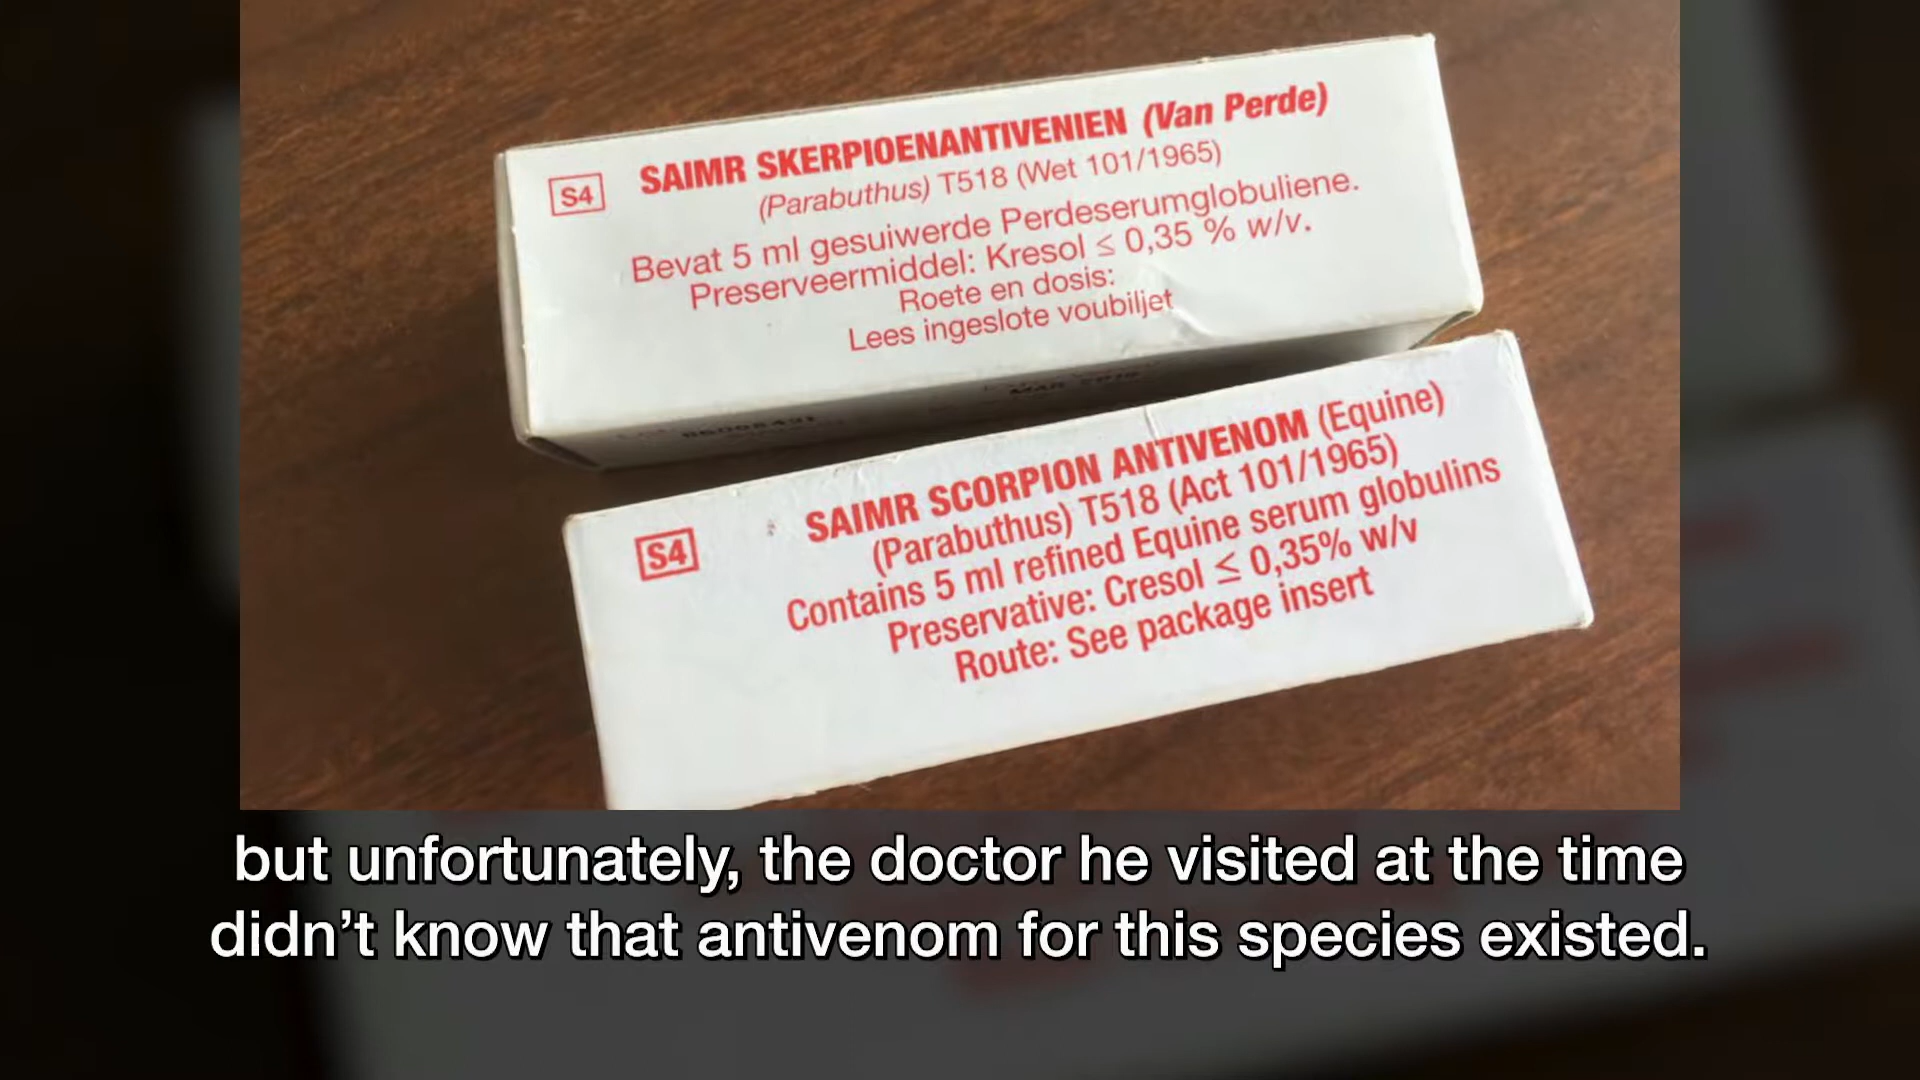 S4
SAIMR SKERPIOENANTIVENIEN (Van Perde)
(Parabuthus) T518 (Wet 101/1965)
Bevat 5 ml gesuiwerde Perdeserumglobuliene.
Preserveermiddel: Kresol ≤ 0,35 % w/v.
Roete en dosis:
Lees ingeslote voubiljet
S4
SAIMR SCORPION ANTIVENOM (Equine)
(Parabuthus) T518 (Act 101/1965)
Contains 5 ml refined Equine serum globulins
Preservative: Cresol ≤ 0,35% w/v
Route: See package insert
but unfortunately, the doctor he visited at the time
didn’t know that antivenom for this species existed.